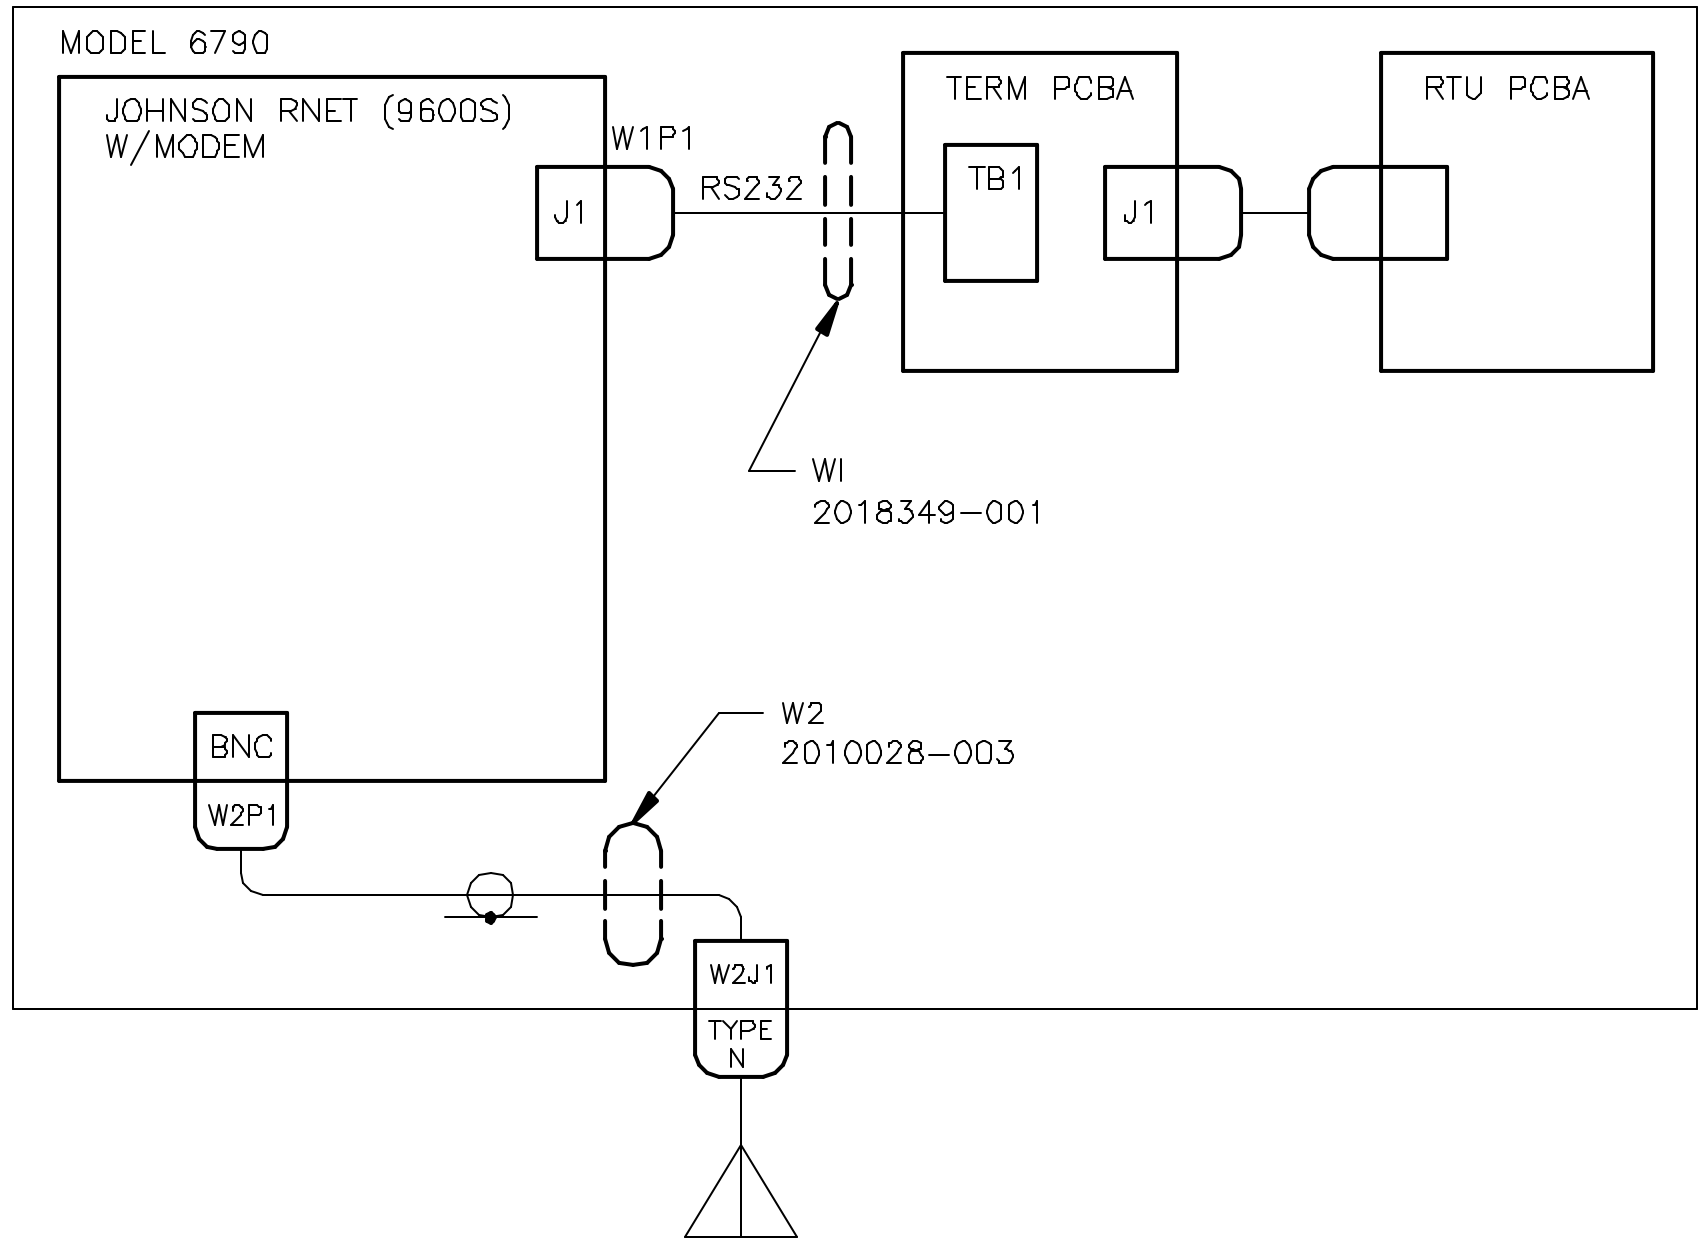 MODEL 6790
JOHNSON RNET (9600S)
W/MODEM
W1P1
J1
RS232
TERM PCBA
TB1
J1
RTU PCBA
WI
2018349-001
BNC
W2P1
W2
2010028-003
W2J1
TYPE
N